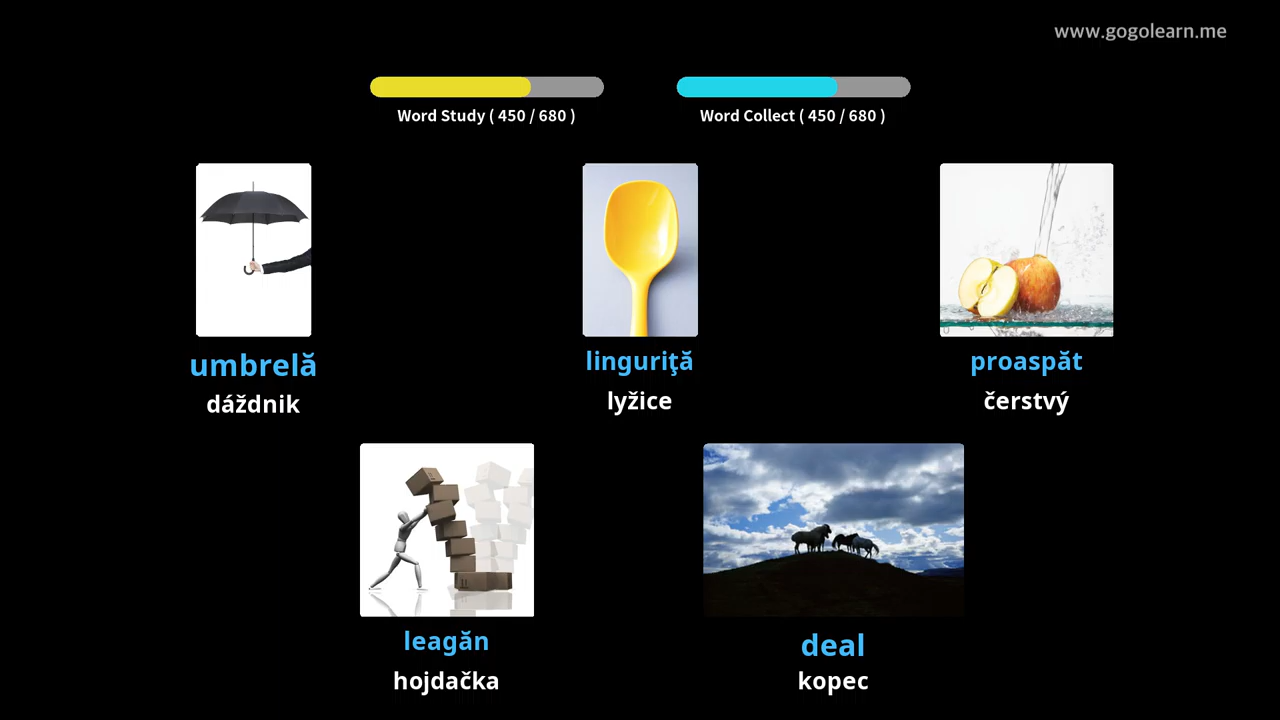 www.gogolearn.me
Word Study ( 450 / 680 )
Word Collect ( 450 / 680 )
umbrelă
dáždnik
linguriţă
lyžice
proaspăt
čerstvý
leagăn
hojdačka
deal
kopec